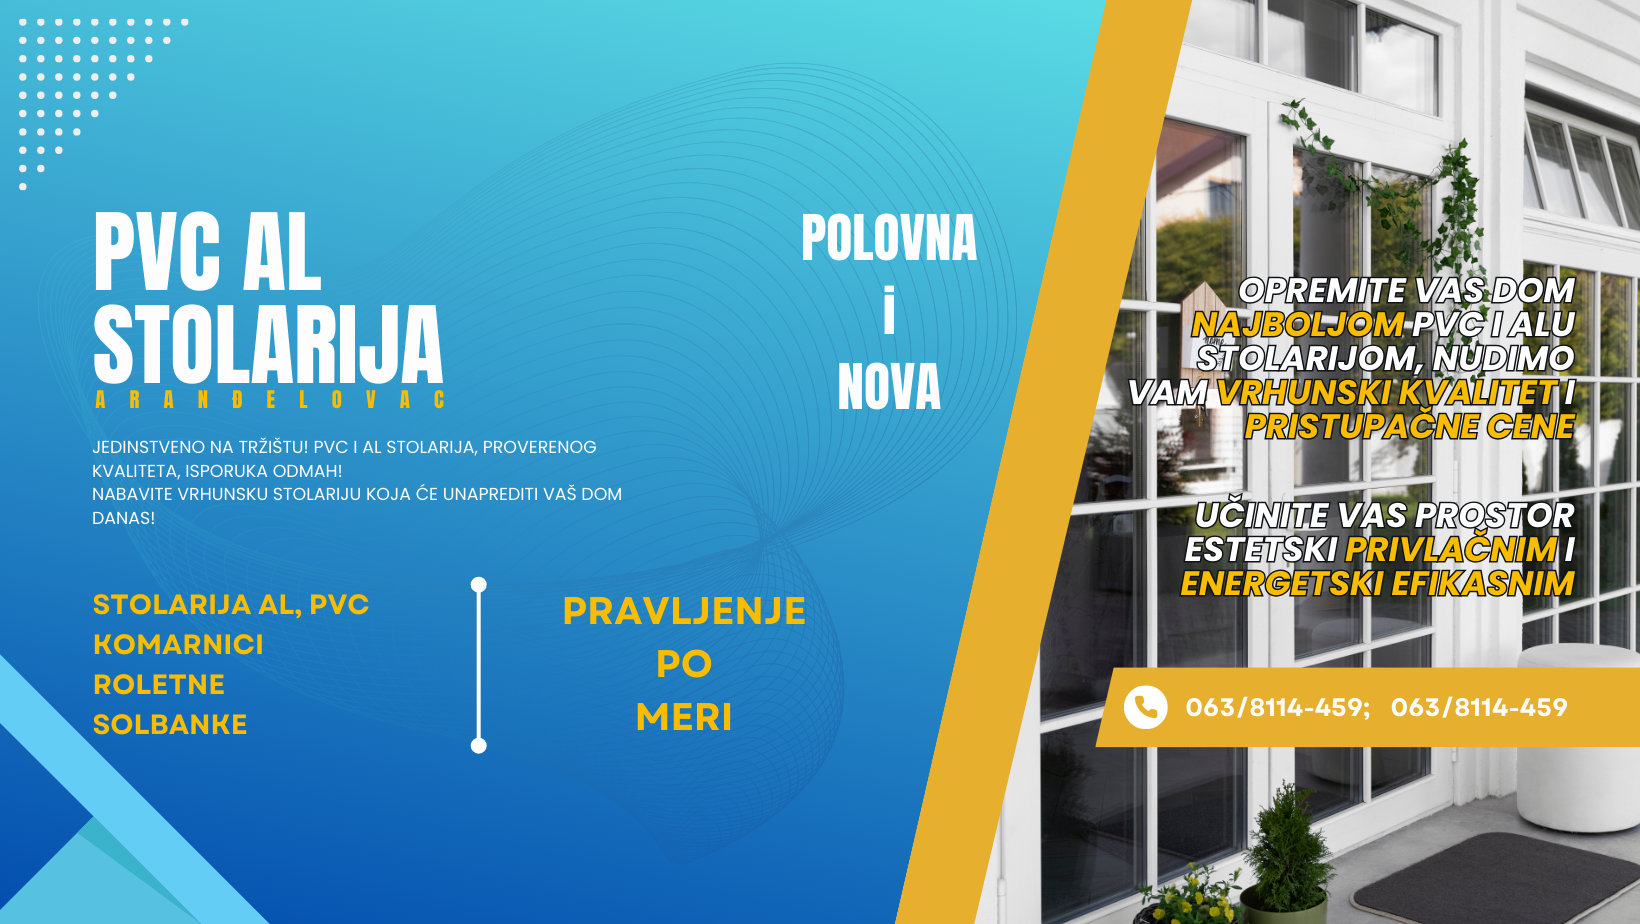 PVC AL
STOLARIJA
ARANĐELOVAC
JEDINSTVENO NA TRŽIŠTU! PVC I AL STOLARIJA, PROVERENOG
KVALITETA, ISPORUKA ODMAH!
NABAVITE VRHUNSKU STOLARIJU KOJA ĆE UNAPREDITI VAŠ DOM
DANAS!
STOLARIJA AL, PVC
KOMARNICI
ROLETNE
SOLBANKE
PRAVLJENJE
PO
MERI
POLOVNA
i
NOVA
OPREMITE VAS DOM
NAJBOLJOM PVC I ALU
STOLARIJOM, NUDIMO
VAM VRHUNSKI KVALITET I
PRISTUPAČNE CENE
UČINITE VAS PROSTOR
ESTETSKI PRIVLAČNIM I
ENERGETSKI EFIKASNIM
063/8114-459; 063/8114-459